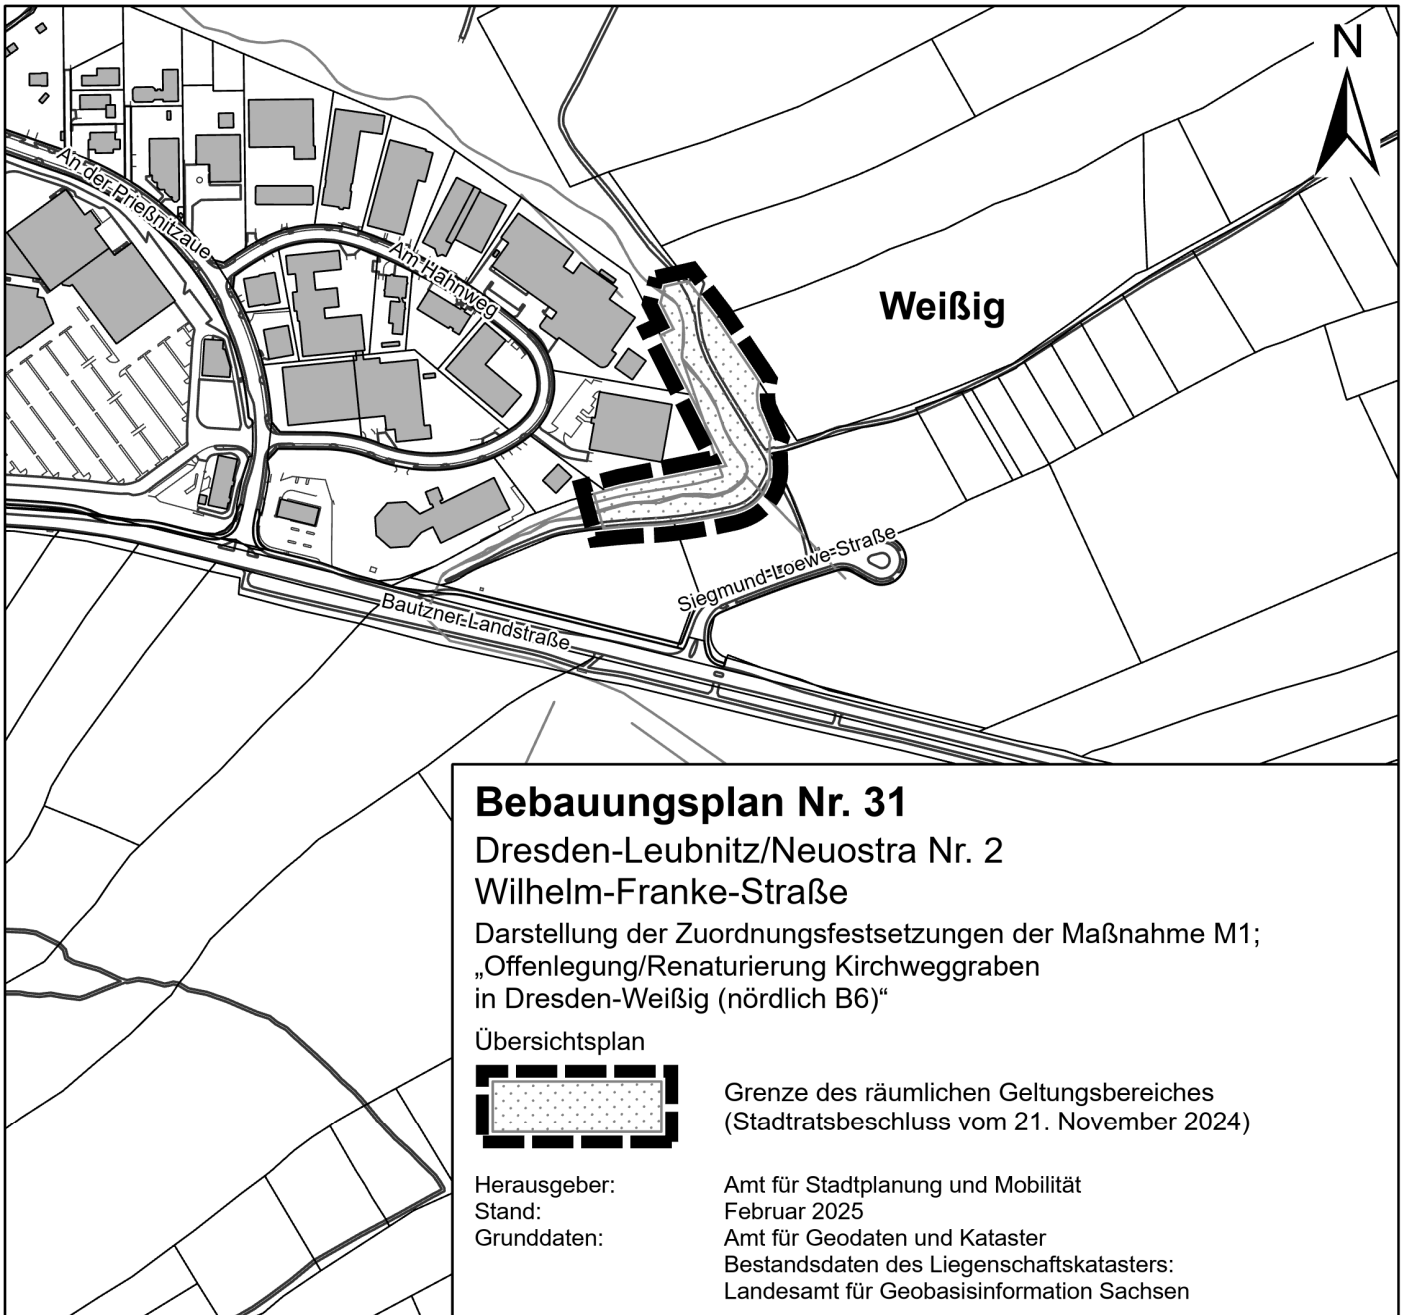 N
An der Prießnitzaue
Am Hahnweg
Weißig
Siegmund-Loewe-Straße
Bautzner Landstraße
Bebauungsplan Nr. 31
Dresden-Leubnitz/Neuostra Nr. 2
Wilhelm-Franke-Straße
Darstellung der Zuordnungsfestsetzungen der Maßnahme M1;
„Offenlegung/Renaturierung Kirchweggraben
in Dresden-Weißig (nördlich B6)“
Übersichtsplan
Grenze des räumlichen Geltungsbereiches
(Stadtratsbeschluss vom 21. November 2024)
Herausgeber: Amt für Stadtplanung und Mobilität
Stand: Februar 2025
Grunddaten: Amt für Geodaten und Kataster
Bestandsdaten des Liegenschaftskatasters:
Landesamt für Geobasisinformation Sachsen